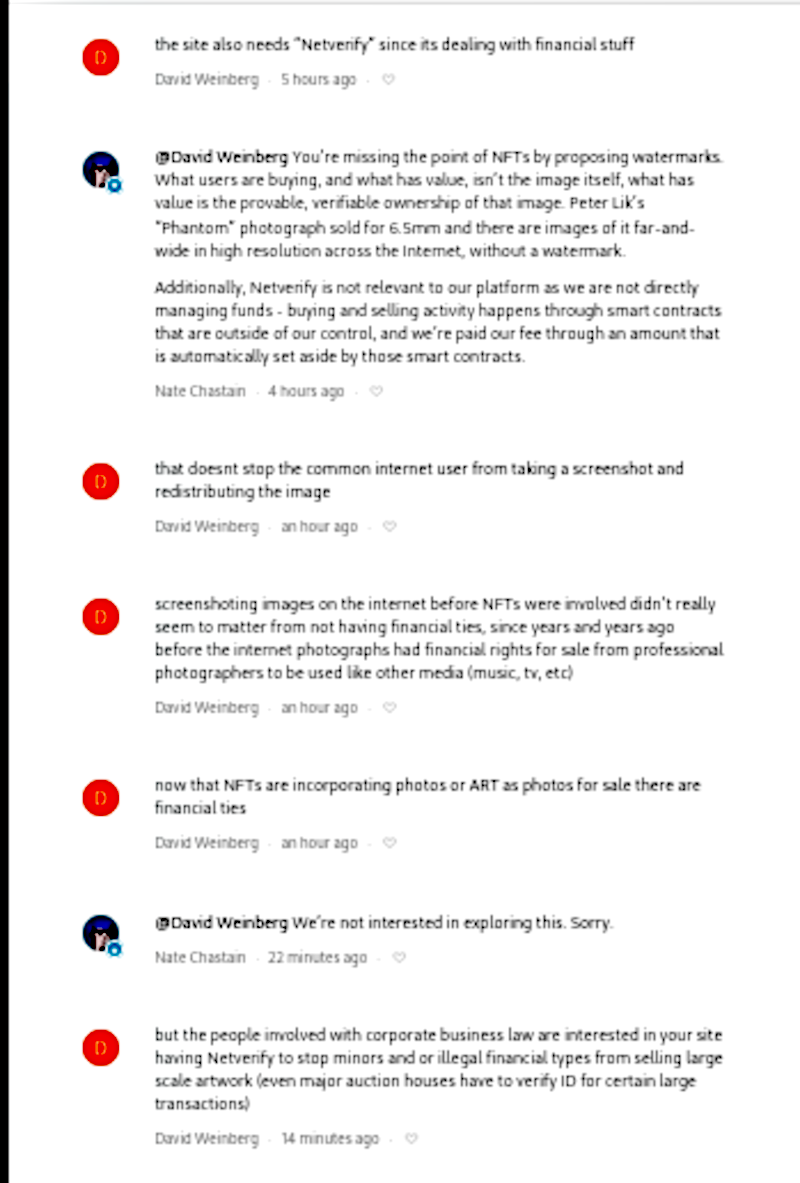 the site also needs "Netverify" since its dealing with financial stuff
David Weinberg · 5 hours ago ·
@David Weinberg You're missing the point of NFTs by proposing watermarks.
What users are buying, and what has value, isn't the image itself, what has
value is the provable, verifiable ownership of that image. Peter Lik's
"Phantom" photograph sold for 6.5mm and there are images of it far-and-
wide in high resolution across the Internet, without a watermark.
Additionally, Netverify is not relevant to our platform as we are not directly
managing funds - buying and selling activity happens through smart contracts
that are outside of our control, and we're paid our fee through an amount that
is automatically set aside by those smart contracts.
Nate Chastain · 4 hours ago ·
D
that doesnt stop the common internet user from taking a screenshot and
redistributing the image
David Weinberg · an hour ago ·
D
screenshoting images on the internet before NFTs were involved didn't really
seem to matter from not having financial ties, since years and years ago
before the internet photographs had financial rights for sale from professional
photographers to be used like other media (music, tv, etc)
David Weinberg · an hour ago ·
D
now that NFTs are incorporating photos or ART as photos for sale there are
financial ties
David Weinberg · an hour ago ·
@David Weinberg We're not interested in exploring this. Sorry.
Nate Chastain · 22 minutes ago ·
D
but the people involved with corporate business law are interested in your site
having Netverify to stop minors and or illegal financial types from selling large
scale artwork (even major auction houses have to verify ID for certain large
transactions)
David Weinberg · 14 minutes ago ·